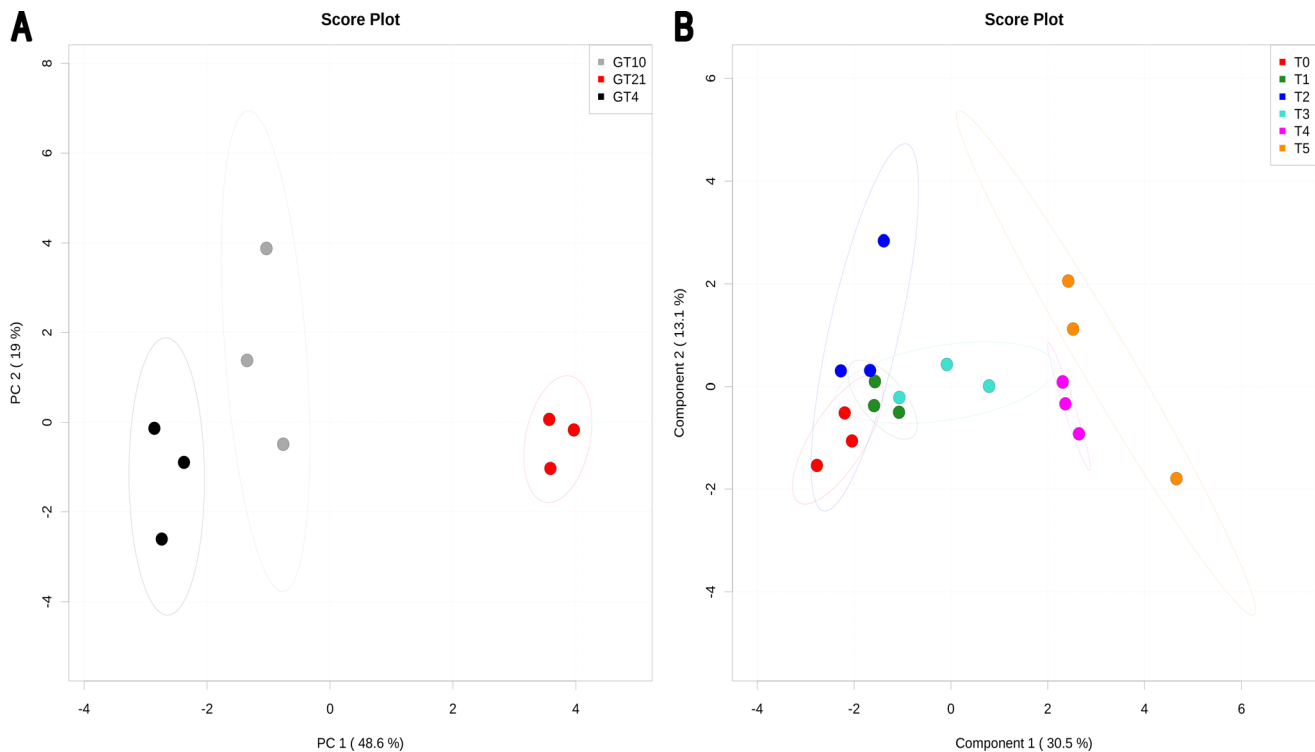 A
Score Plot
GT10
GT21
GT4
8
6
4
2
0
-2
-4
PC 2 ( 19 %)
-4
-2
0
2
4
PC 1 ( 48.6 %)
B
Score Plot
T0
T1
T2
T3
T4
T5
6
4
2
0
-2
-4
Component 2 ( 13.1 %)
-4
-2
0
2
4
6
Component 1 ( 30.5 %)